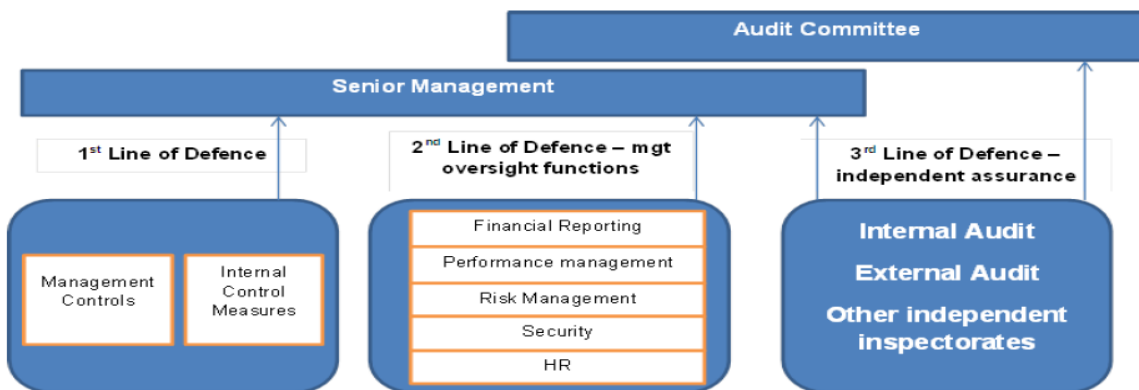 Audit Committee
Senior Management
1st Line of Defence
2nd Line of Defence – mgt
oversight functions
3rd Line of Defence –
independent assurance
Management
Controls
Internal
Control
Measures
Financial Reporting
Performance management
Risk Management
Security
HR
Internal Audit
External Audit
Other independent
inspectorates